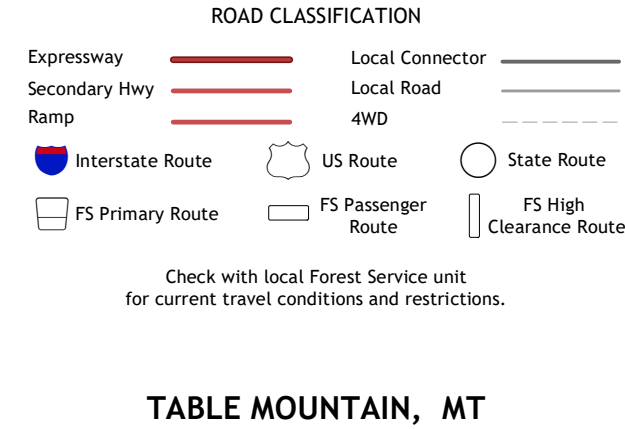 ROAD CLASSIFICATION
Expressway
Local Connector
Secondary Hwy
Local Road
Ramp
4WD
Interstate Route
US Route
State Route
FS Primary Route
FS Passenger
Route
FS High
Clearance Route
Check with local Forest Service unit
for current travel conditions and restrictions.
TABLE MOUNTAIN, MT